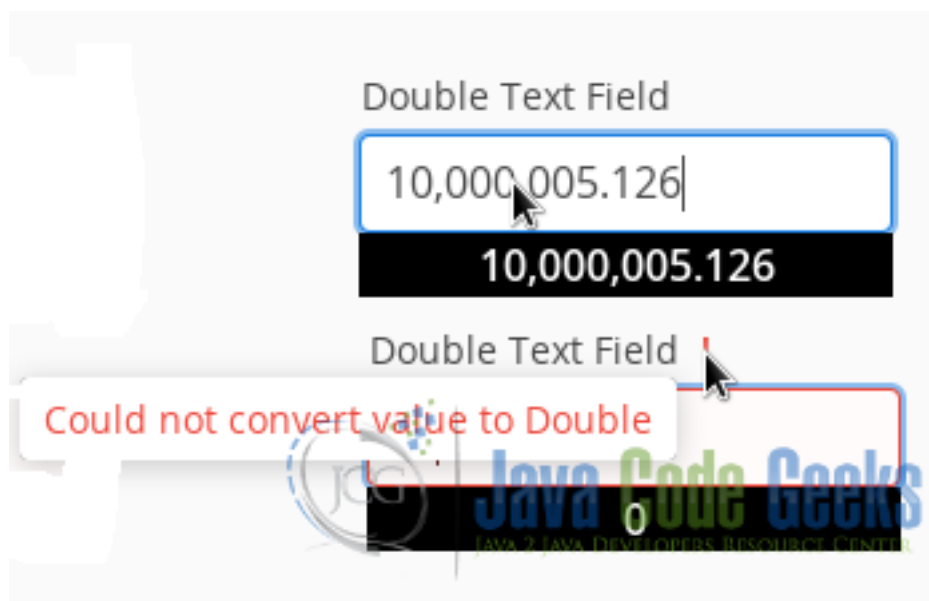 Double Text Field
10,000,005.126
10,000,005.126
Double Text Field !
Could not convert value to Double
JCG
Java Code Geeks
0
JAVA 2 JAVA DEVELOPERS RESOURCE CENTER